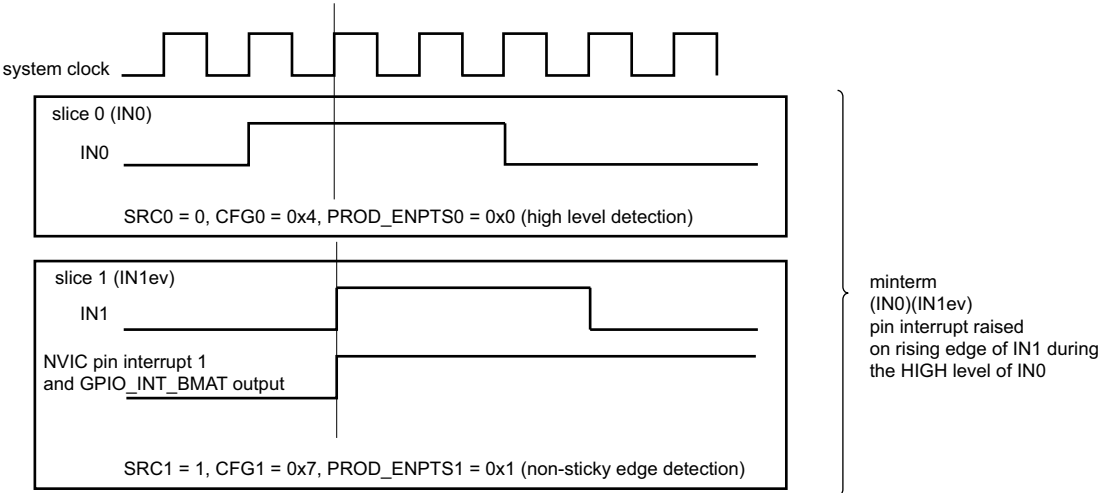 system clock
slice 0 (IN0)
IN0
SRC0 = 0, CFG0 = 0x4, PROD_ENPTS0 = 0x0 (high level detection)
slice 1 (IN1ev)
IN1
NVIC pin interrupt 1
and GPIO_INT_BMAT output
SRC1 = 1, CFG1 = 0x7, PROD_ENPTS1 = 0x1 (non-sticky edge detection)
minterm
(IN0)(IN1ev)
pin interrupt raised
on rising edge of IN1 during
the HIGH level of IN0